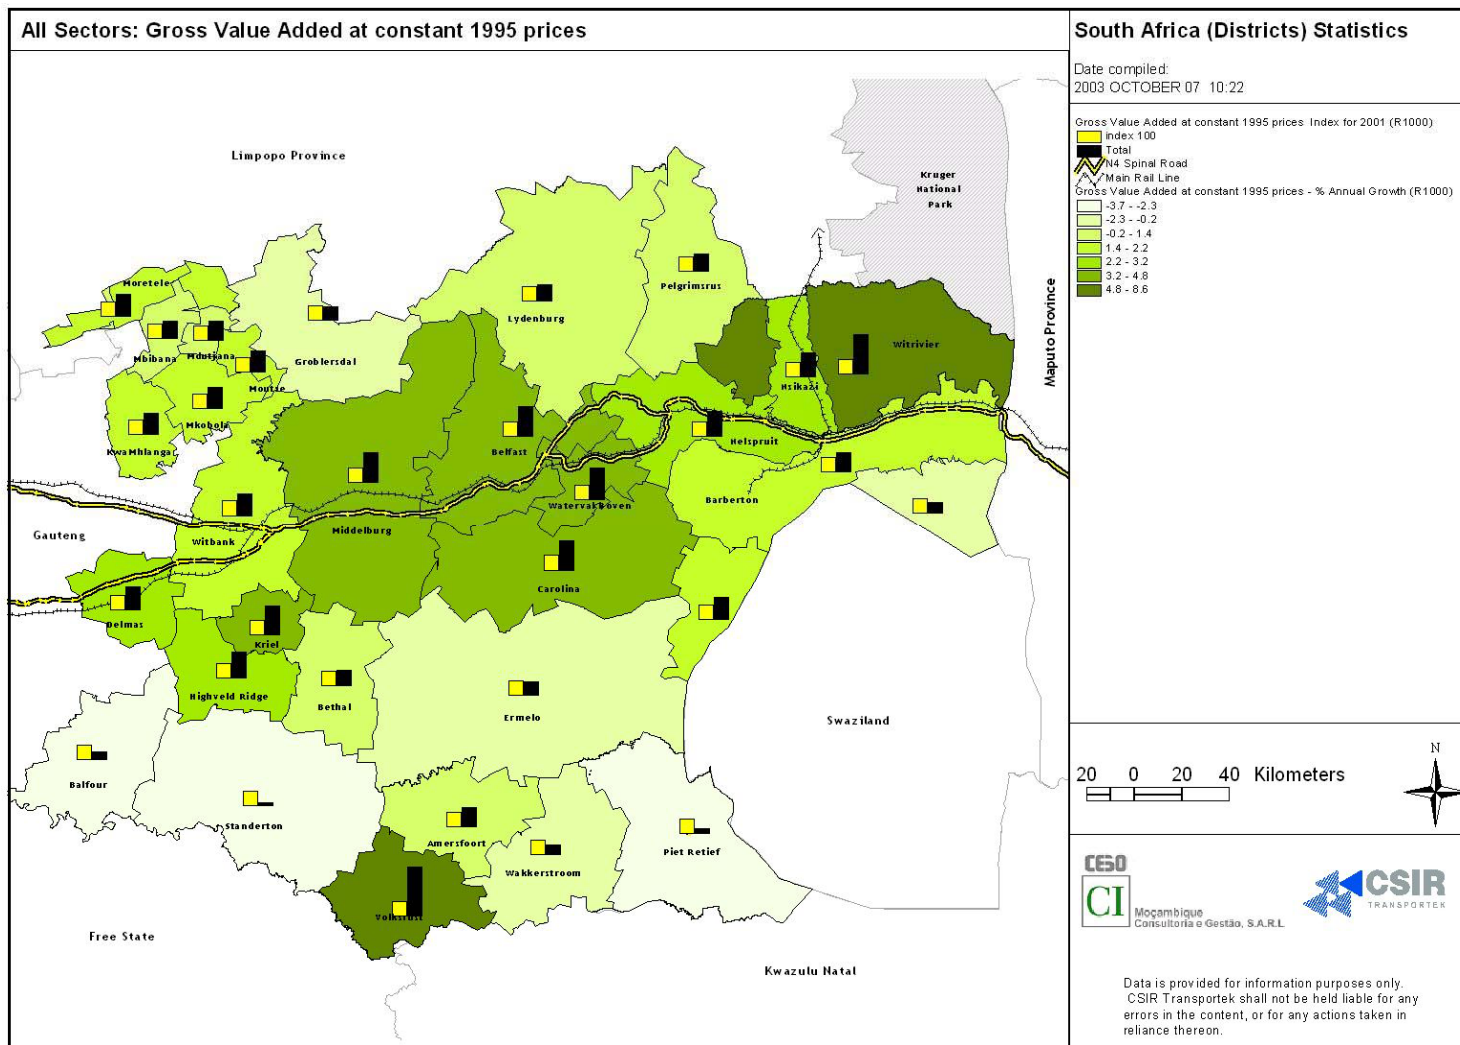 All Sectors: Gross Value Added at constant 1995 prices
South Africa (Districts) Statistics
Date compiled:
2003 OCTOBER 07 10:22
Gross Value Added at constant 1995 prices Index for 2001 (R1000)
index 100
Total
N4 Spinal Road
Main Rail Line
Gross Value Added at constant 1995 prices - % Annual Growth (R1000)
-3.7 - -2.3
-2.3 - -0.2
-0.2 - 1.4
1.4 - 2.2
2.2 - 3.2
3.2 - 4.8
4.8 - 8.6
Limpopo Province
Kruger
National
Park
Maputo Province
Moretele
Pelgrimsrus
Lydenburg
Mbibana
Mdutjana
Groblersdal
Witrivier
Moutse
Nsikazi
Mkobola
KwaMhlanga
Belfast
Nelspruit
Barberton
Watervalboven
Middelburg
Gauteng
Witbank
Carolina
Delmas
Kriel
Highveld Ridge
Bethal
Ermelo
Swaziland
Balfour
Standerton
Amersfoort
Piet Retief
Wakkerstroom
Volksrust
Free State
Kwazulu Natal
N
20 0 20 40 Kilometers
CESO
CI
Moçambique
Consultoria e Gestão, S.A.R.L
CSIR
TRANSPORTEK
Data is provided for information purposes only.
CSIR Transportek shall not be held liable for any
errors in the content, or for any actions taken in
reliance thereon.